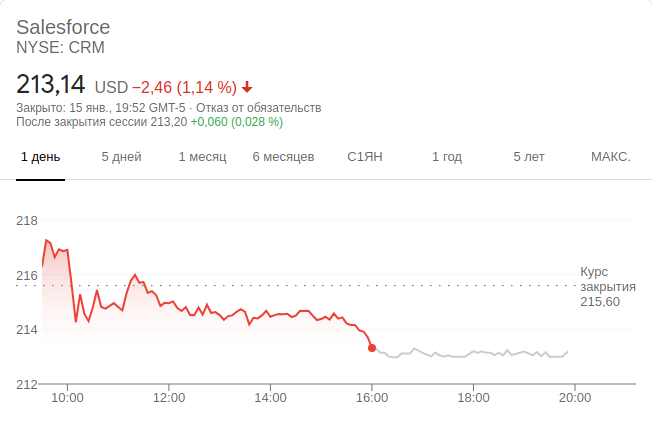 Salesforce
NYSE: CRM
213,14 USD −2,46 (1,14 %)
Закрыто: 15 янв., 19:52 GMT-5 · Отказ от обязательств
После закрытия сессии 213,20 +0,060 (0,028 %)
1 день 5 дней 1 месяц 6 месяцев С1ЯН 1 год 5 лет МАКС.
218
216
214
212
Курс
закрытия
215,60
10:00 12:00 14:00 16:00 18:00 20:00